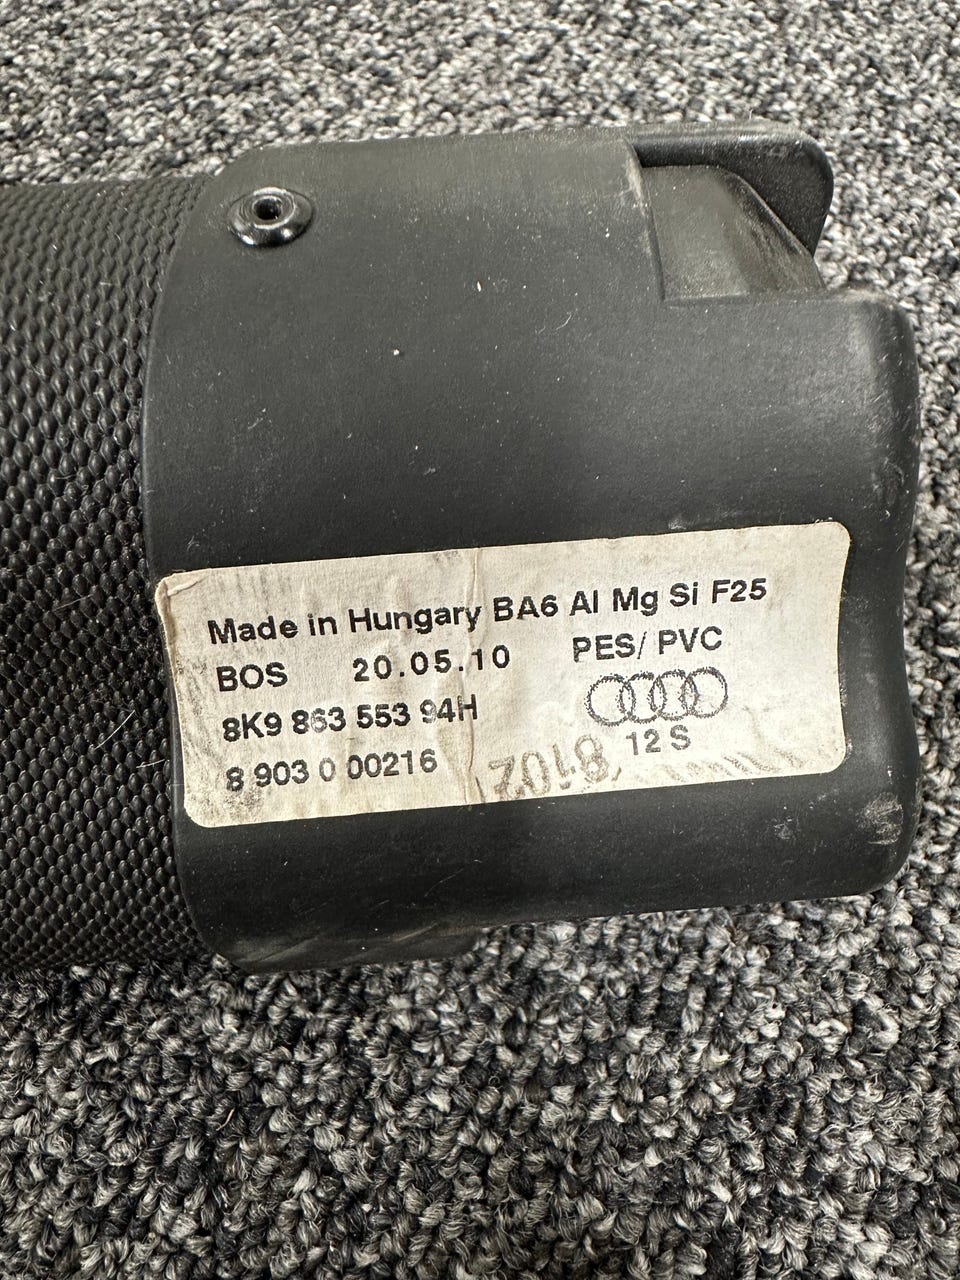 Made in Hungary BA6 Al Mg Si F25
BOS 20.05.10 PES/ PVC
8K9 863 553 94H
8 903 0 00216 12 S